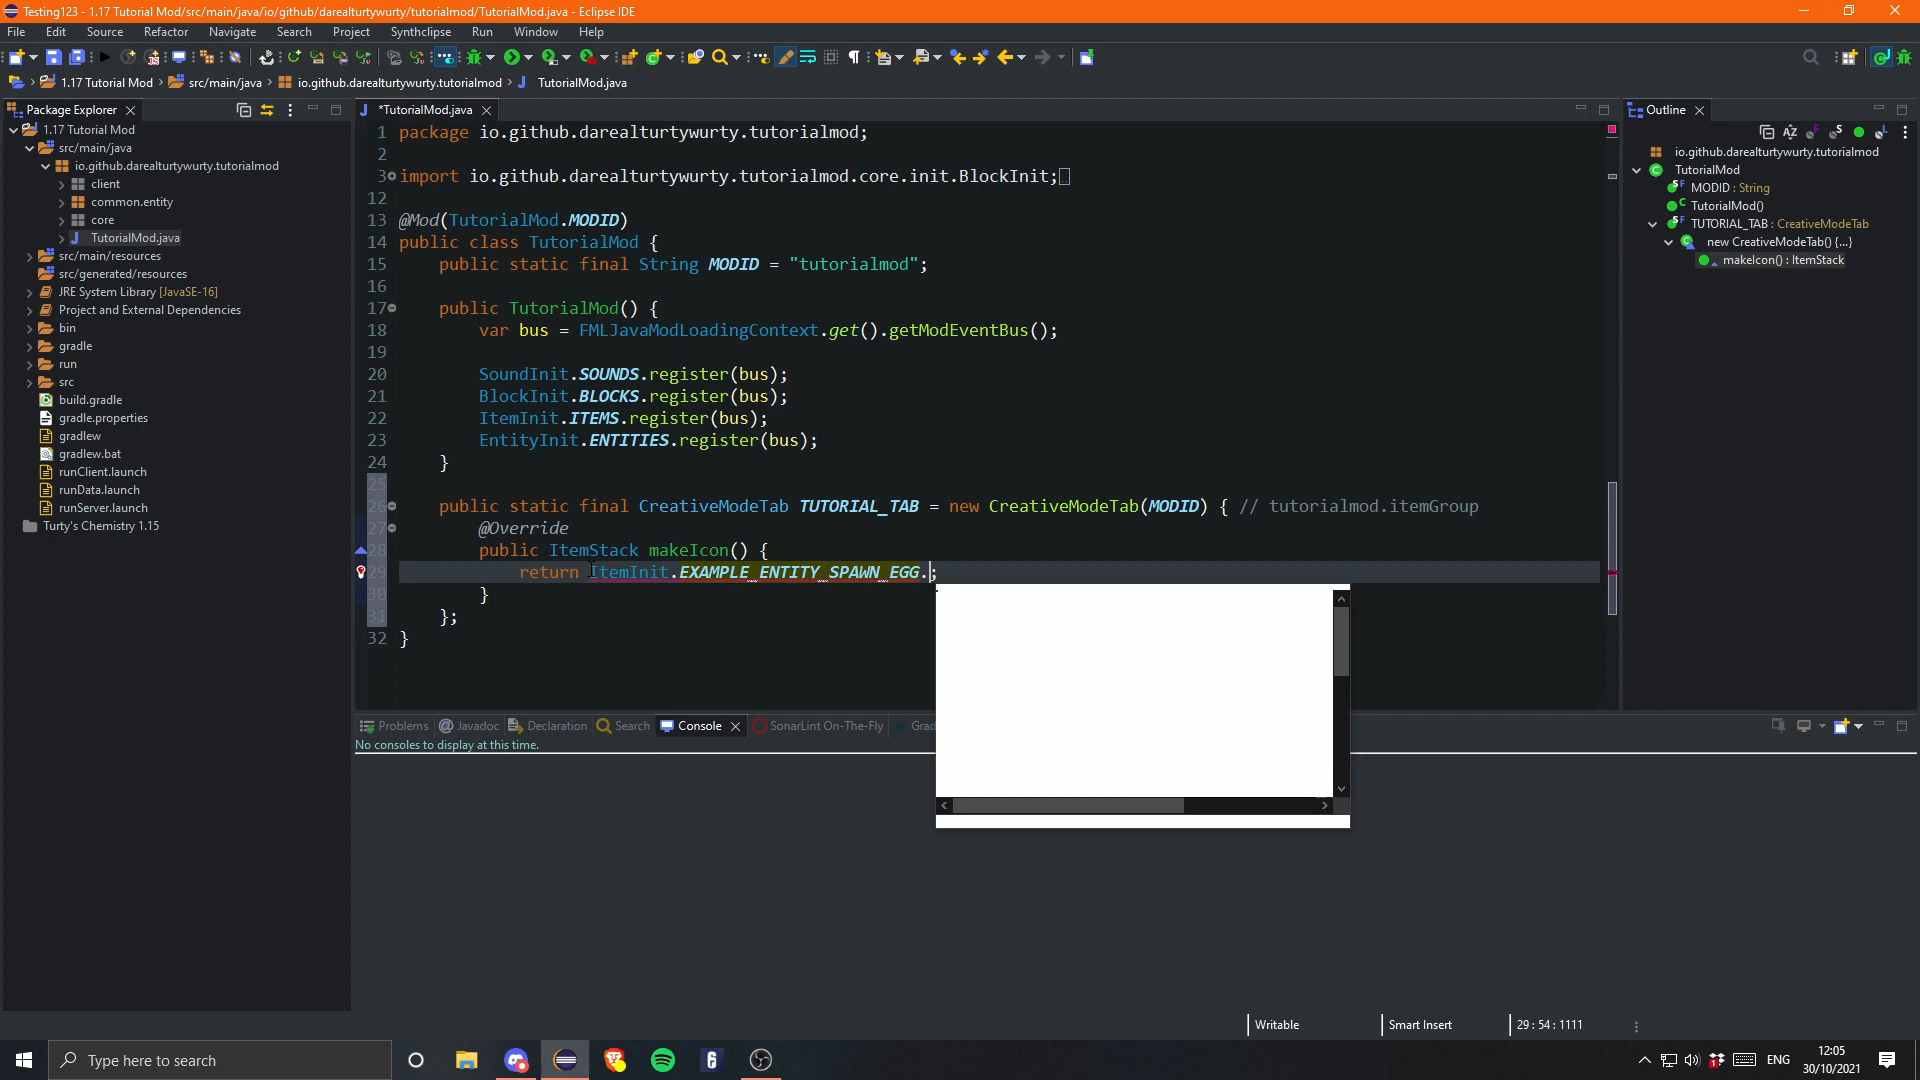 Testing123 - 1.17 Tutorial Mod/src/main/java/io/github/darealturtywurty/tutorialmod/TutorialMod.java - Eclipse IDE
File Edit Source Refactor Navigate Search Project Synthclipse Run Window Help
1.17 Tutorial Mod src/main/java io.github.darealturtywurty.tutorialmod TutorialMod.java
Package Explorer
1.17 Tutorial Mod
src/main/java
io.github.darealturtywurty.tutorialmod
client
common.entity
core
TutorialMod.java
src/main/resources
src/generated/resources
JRE System Library [JavaSE-16]
Project and External Dependencies
bin
gradle
run
src
build.gradle
gradle.properties
gradlew
gradlew.bat
runClient.launch
runData.launch
runServer.launch
Turty's Chemistry 1.15
*TutorialMod.java
1 package io.github.darealturtywurty.tutorialmod;
2
3 import io.github.darealturtywurty.tutorialmod.core.init.BlockInit;
12
13 @Mod(TutorialMod.MODID)
14 public class TutorialMod {
15 public static final String MODID = "tutorialmod";
16
17 public TutorialMod() {
18 var bus = FMLJavaModLoadingContext.get().getModEventBus();
19
20 SoundInit.SOUNDS.register(bus);
21 BlockInit.BLOCKS.register(bus);
22 ItemInit.ITEMS.register(bus);
23 EntityInit.ENTITIES.register(bus);
24 }
25
26 public static final CreativeModeTab TUTORIAL_TAB = new CreativeModeTab(MODID) { // tutorialmod.itemGroup
27 @Override
28 public ItemStack makeIcon() {
29 return ItemInit.EXAMPLE_ENTITY_SPAWN_EGG.;
30 }
31 };
32 }
Outline
io.github.darealturtywurty.tutorialmod
TutorialMod
MODID : String
TutorialMod()
TUTORIAL_TAB : CreativeModeTab
new CreativeModeTab() {...}
makeIcon() : ItemStack
Problems Javadoc Declaration Search Console SonarLint On-The-Fly Grad
No consoles to display at this time.
Writable Smart Insert 29 : 54 : 1111
Type here to search
ENG
12:05
30/10/2021